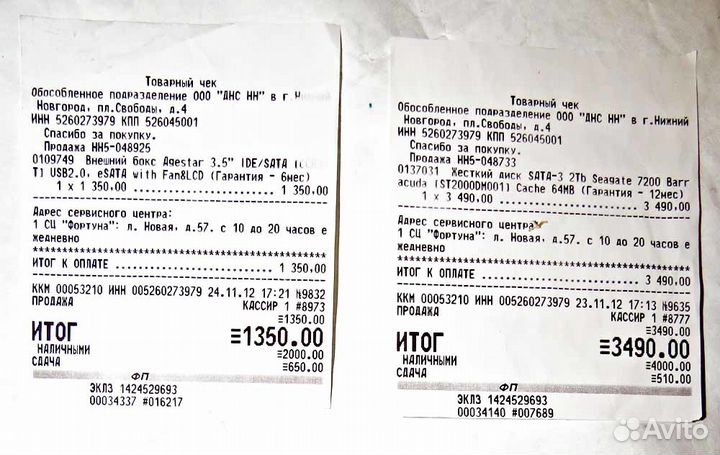 Товарный чек
Обособленное подразделение ООО "ДНС НН" в г.Нижний
Новгород, пл.Свободы, д.4
ИНН 5260273979 КПП 526045001
Спасибо за покупку.
Продажа НН5-048925
0109749 Внешний бокс Agestar 3.5" IDE/SATA
T) USB2.0, eSATA with Fan&LCD (Гарантия - 6мес)
1 x 1 350.00 ..................... 1 350.00
Адрес сервисного центра:
1 СЦ "Фортуна": л. Новая, д.57. с 10 до 20 часов е
жедневно
**************************************************
ИТОГ К ОПЛАТЕ ..................... 1 350.00
ККМ 00053210 ИНН 005260273979 24.11.12 17:21 №9832
ПРОДАЖА КАССИР 1 #8973
≡1350.00
ИТОГ ≡1350.00
НАЛИЧНЫМИ ≡2000.00
СДАЧА ≡650.00
ФП
ЭКЛЗ 1424529693
00034337 #016217
Товарный чек
Обособленное подразделение ООО "ДНС НН" в г.Нижний
Новгород, пл.Свободы, д.4
ИНН 5260273979 КПП 526045001
Спасибо за покупку.
Продажа НН5-048733
0137031 Жесткий диск SATA-3 2Tb Seagate 7200 Barr
acuda [ST2000DM001] Cache 64MB (Гарантия - 12мес)
1 x 3 490.00 ..................... 3 490.00
Адрес сервисного центра
1 СЦ "Фортуна": л. Новая, д.57. с 10 до 20 часов е
жедневно
**************************************************
ИТОГ К ОПЛАТЕ ..................... 3 490.00
ККМ 00053210 ИНН 005260273979 23.11.12 17:13 №9635
ПРОДАЖА КАССИР 1 #8777
≡3490.00
ИТОГ ≡3490.00
НАЛИЧНЫМИ ≡4000.00
СДАЧА ≡510.00
ФП
ЭКЛЗ 1424529693
00034140 #007689
Avito